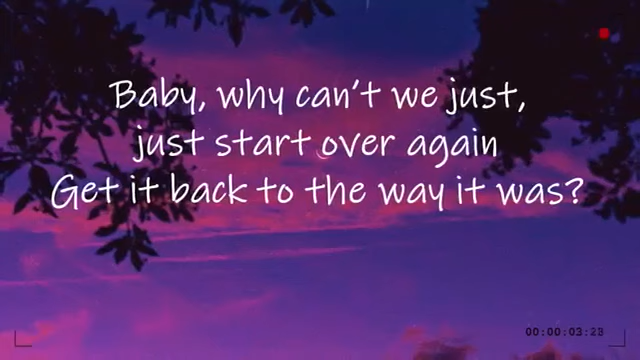 Baby, why can't we just,
just start over again
Get it back to the way it was?
00:00:03:28